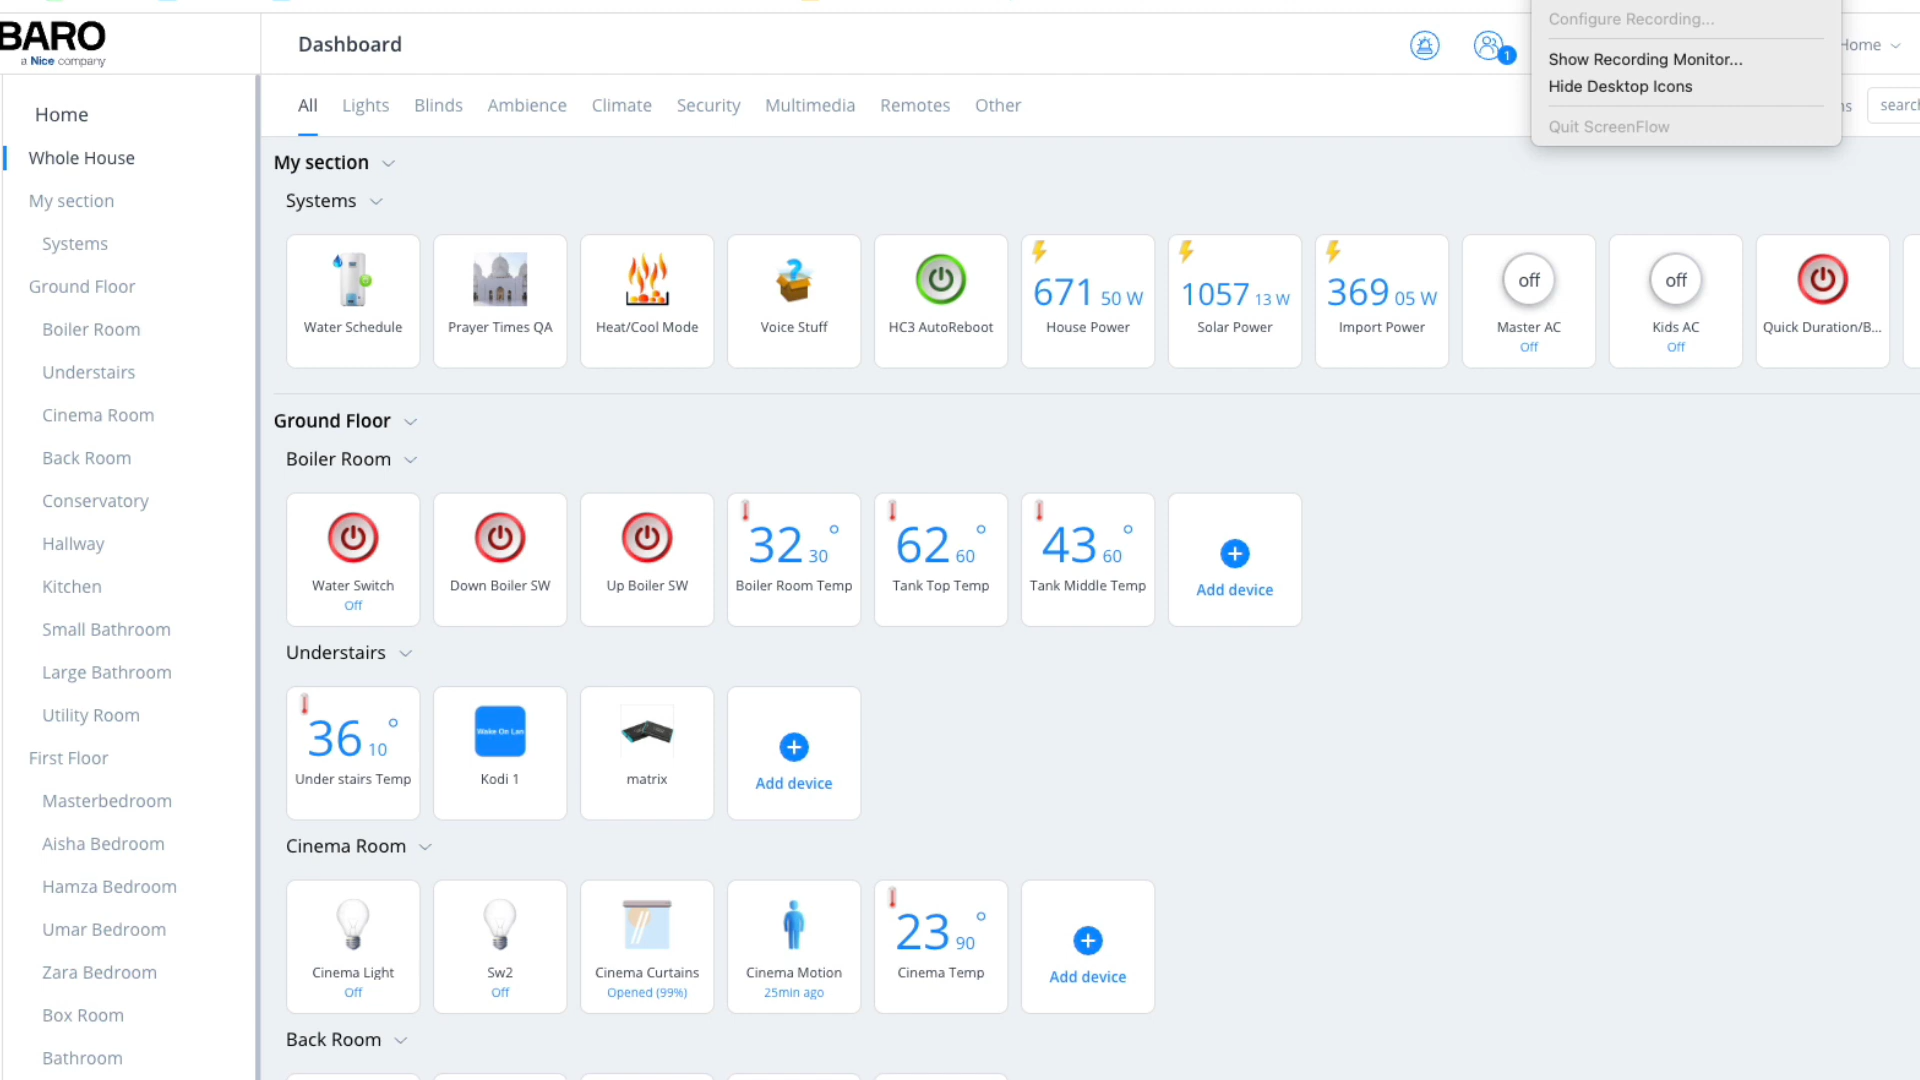 BARO
a Nice company
Dashboard
1
Configure Recording...
Show Recording Monitor...
Hide Desktop Icons
Quit ScreenFlow
Home
search
All
Lights
Blinds
Ambience
Climate
Security
Multimedia
Remotes
Other
Home
Whole House
My section
Systems
Ground Floor
Boiler Room
Understairs
Cinema Room
Back Room
Conservatory
Hallway
Kitchen
Small Bathroom
Large Bathroom
Utility Room
First Floor
Masterbedroom
Aisha Bedroom
Hamza Bedroom
Umar Bedroom
Zara Bedroom
Box Room
Bathroom
My section
Systems
Water Schedule
Prayer Times QA
Heat/Cool Mode
Voice Stuff
HC3 AutoReboot
671 50 W
House Power
1057 13 W
Solar Power
369 05 W
Import Power
off
Master AC
Off
off
Kids AC
Off
Quick Duration/B...
Ground Floor
Boiler Room
Water Switch
Off
Down Boiler SW
Up Boiler SW
32 30 °
Boiler Room Temp
62 60 °
Tank Top Temp
43 60 °
Tank Middle Temp
Add device
Understairs
36 10 °
Under stairs Temp
Wake On Lan
Kodi 1
matrix
Add device
Cinema Room
Cinema Light
Off
Sw2
Off
Cinema Curtains
Opened (99%)
Cinema Motion
25min ago
23 90 °
Cinema Temp
Add device
Back Room